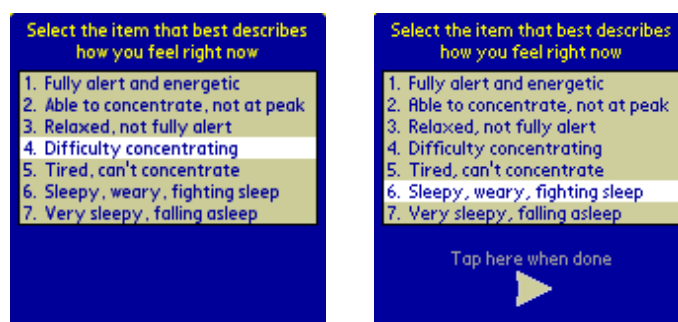 Select the item that best describes
how you feel right now
1. Fully alert and energetic
2. Able to concentrate, not at peak
3. Relaxed, not fully alert
4. Difficulty concentrating
5. Tired, can't concentrate
6. Sleepy, weary, fighting sleep
7. Very sleepy, falling asleep
Select the item that best describes
how you feel right now
1. Fully alert and energetic
2. Able to concentrate, not at peak
3. Relaxed, not fully alert
4. Difficulty concentrating
5. Tired, can't concentrate
6. Sleepy, weary, fighting sleep
7. Very sleepy, falling asleep
Tap here when done